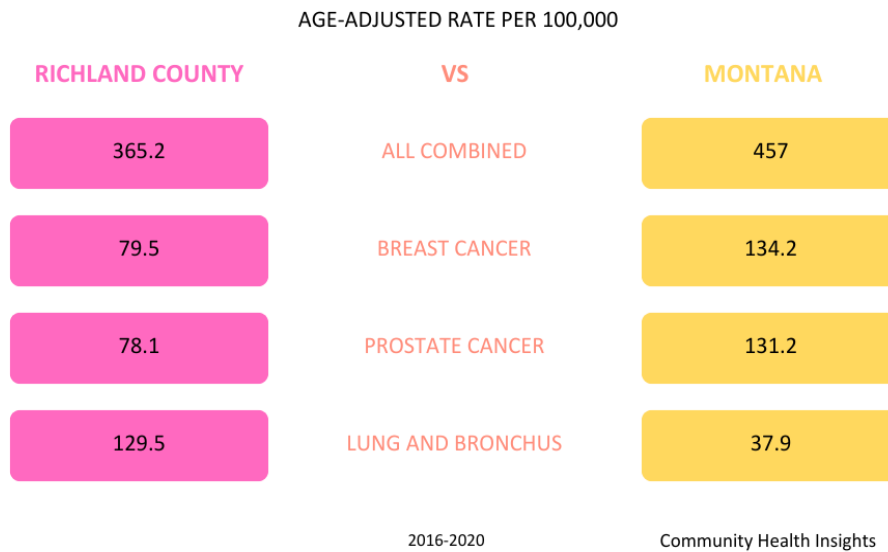 AGE-ADJUSTED RATE PER 100,000
RICHLAND COUNTY VS MONTANA
365.2 ALL COMBINED 457
79.5 BREAST CANCER 134.2
78.1 PROSTATE CANCER 131.2
129.5 LUNG AND BRONCHUS 37.9
2016-2020 Community Health Insights